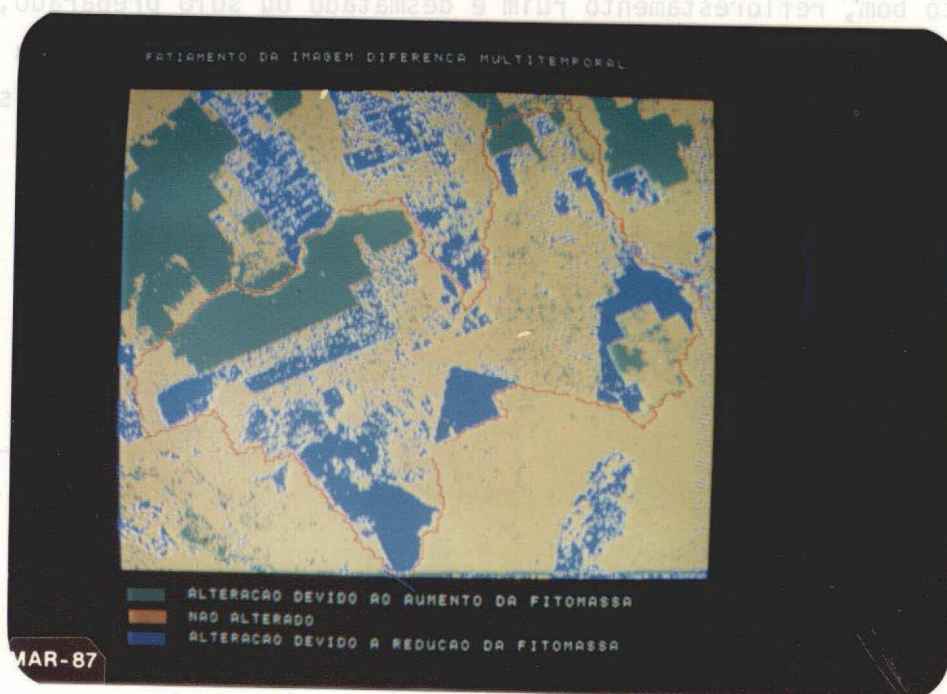 FATIAMENTO DA IMAGEM DIFERENCA MULTITEMPORAL
ALTERACAO DEVIDO AO AUMENTO DA FITOMASSA
NAO ALTERADO
ALTERACAO DEVIDO A REDUCAO DA FITOMASSA
MAR-87